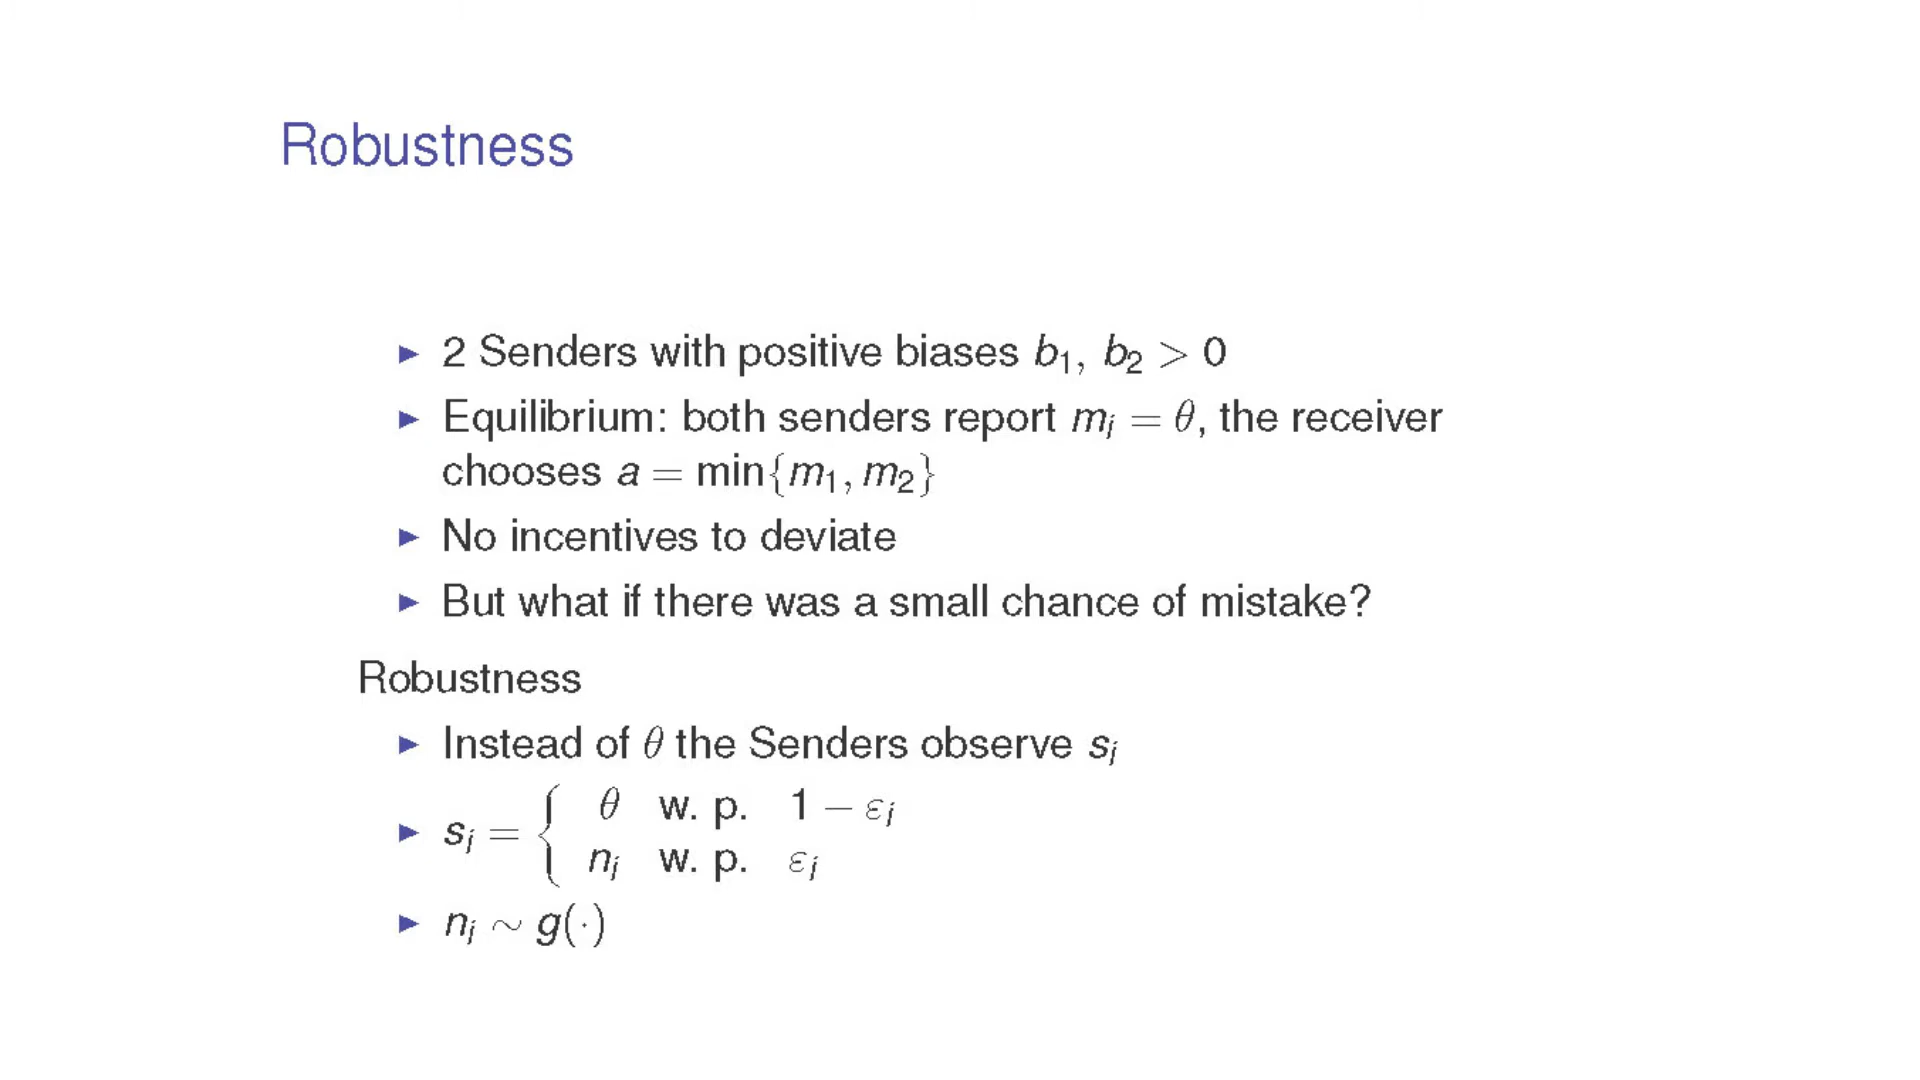 Robustness
▶ 2 Senders with positive biases b₁, b₂ > 0
▶ Equilibrium: both senders report mᵢ = θ, the receiver
chooses a = min{m₁, m₂}
▶ No incentives to deviate
▶ But what if there was a small chance of mistake?
Robustness
▶ Instead of θ the Senders observe sᵢ
▶ sᵢ = { θ w. p. 1 − εᵢ
nᵢ w. p. εᵢ
▶ nᵢ ∼ g(·)